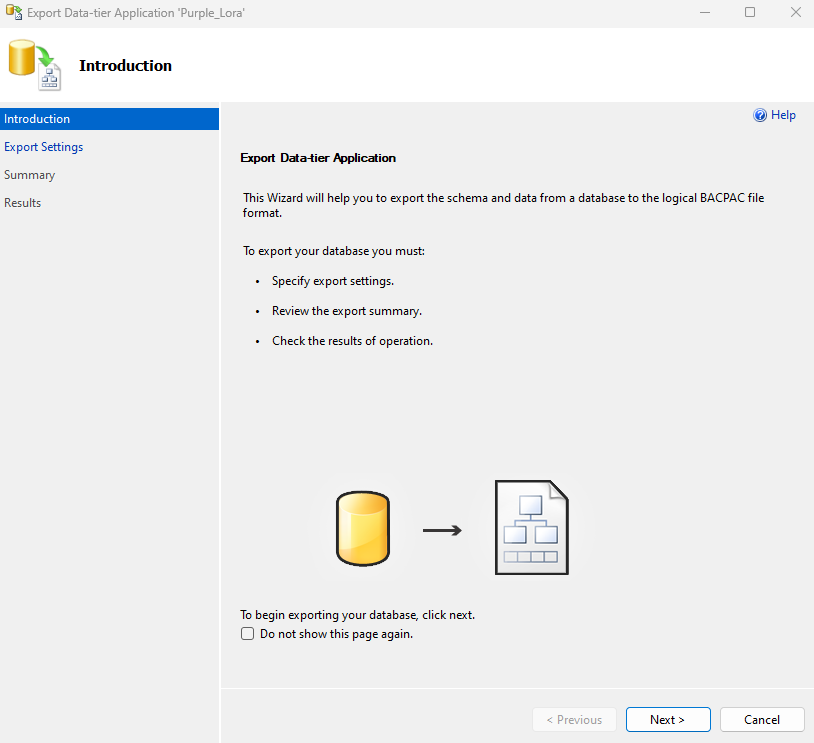 Export Data-tier Application 'Purple_Lora'
Introduction
Introduction
Export Settings
Summary
Results
Help
Export Data-tier Application
This Wizard will help you to export the schema and data from a database to the logical BACPAC file
format.
To export your database you must:
• Specify export settings.
• Review the export summary.
• Check the results of operation.
To begin exporting your database, click next.
Do not show this page again.
< Previous
Next >
Cancel